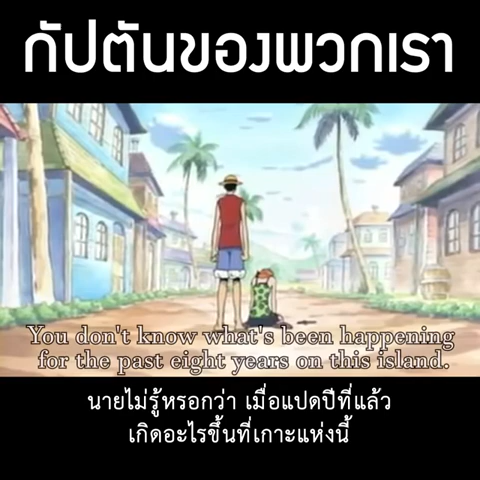 กัปตันของพวกเรา
You don't know what's been happening
for the past eight years on this island.
นายไม่รู้หรอกว่า เมื่อแปดปีที่แล้ว
เกิดอะไรขึ้นที่เกาะแห่งนี้